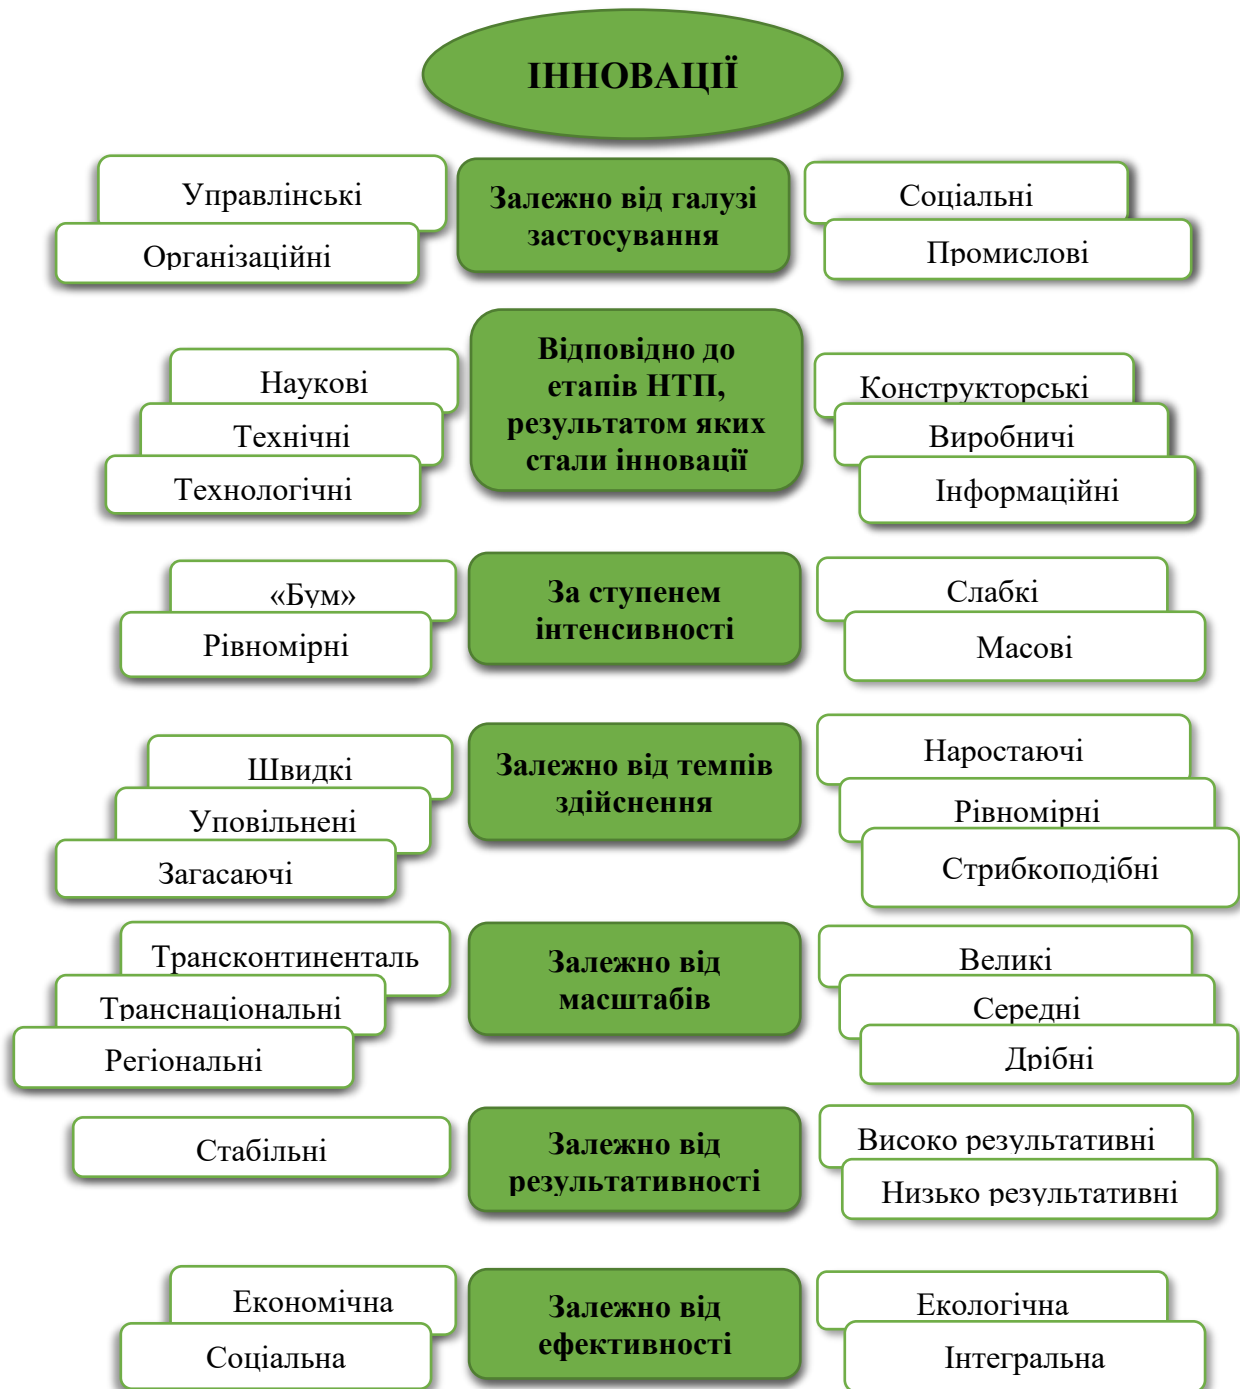 ІННОВАЦІЇ
Управлінські
Організаційні
Залежно від галузі
застосування
Соціальні
Промислові
Наукові
Технічні
Технологічні
Відповідно до
етапів НТП,
результатом яких
стали інновації
Конструкторські
Виробничі
Інформаційні
«Бум»
Рівномірні
За ступенем
інтенсивності
Слабкі
Масові
Швидкі
Уповільнені
Загасаючі
Залежно від темпів
здійснення
Наростаючі
Рівномірні
Стрибкоподібні
Трансконтиненталь
Транснаціональні
Регіональні
Залежно від
масштабів
Великі
Середні
Дрібні
Стабільні
Залежно від
результативності
Високо результативні
Низько результативні
Економічна
Соціальна
Залежно від
ефективності
Екологічна
Інтегральна